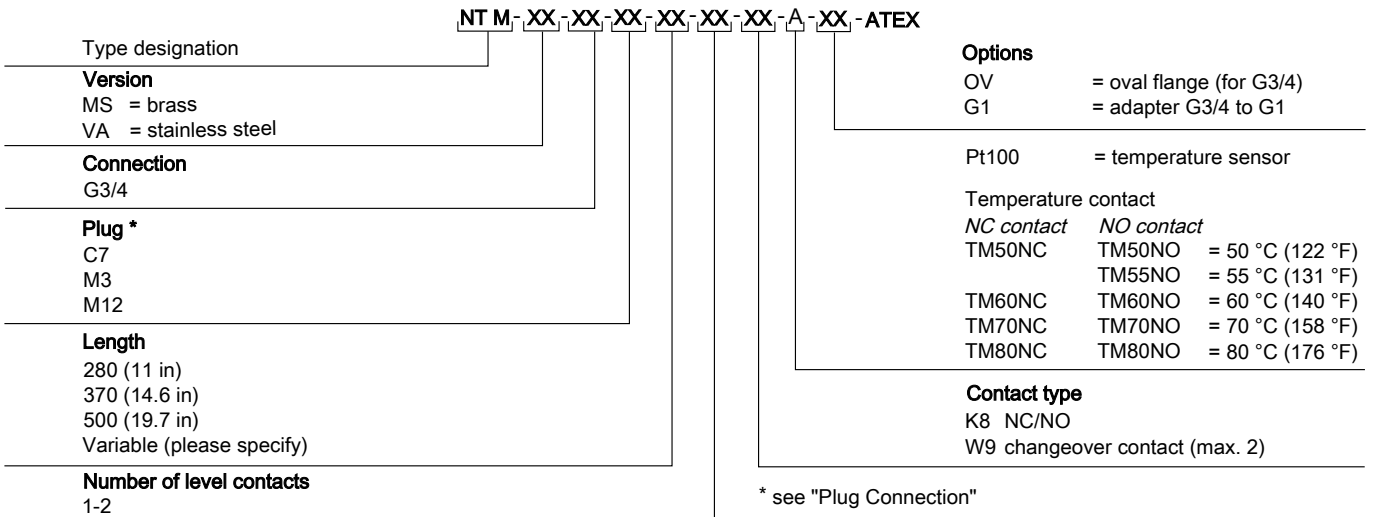 NT M-XX-XX-XX-XX-XX-XX-A-XX-ATEX
Type designation
Version
MS = brass
VA = stainless steel
Connection
G3/4
Plug *
C7
M3
M12
Length
280 (11 in)
370 (14.6 in)
500 (19.7 in)
Variable (please specify)
Number of level contacts
1-2
Options
OV = oval flange (for G3/4)
G1 = adapter G3/4 to G1
Pt100 = temperature sensor
Temperature contact
NC contact NO contact
TM50NC TM50NO = 50 °C (122 °F)
TM55NO = 55 °C (131 °F)
TM60NC TM60NO = 60 °C (140 °F)
TM70NC TM70NO = 70 °C (158 °F)
TM80NC TM80NO = 80 °C (176 °F)
Contact type
K8 NC/NO
W9 changeover contact (max. 2)
* see "Plug Connection"